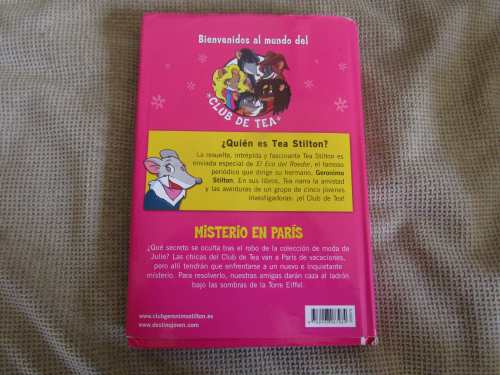 Bienvenidos al mundo del
*CLUB DE TEA*
¿Quién es Tea Stilton?
La resuelta, intrépida y fascinante Tea Stilton es
enviada especial de El Eco del Roedor, el famoso
periódico que dirige su hermano, Geronimo
Stilton. En sus libros, Tea narra la amistad
y las aventuras de un grupo de cinco jóvenes
investigadoras: ¡el Club de Tea!
MISTERIO EN PARÍS
¿Qué secreto se oculta tras el robo de la colección de moda de
Julie? Las chicas del Club de Tea van a París de vacaciones,
pero allí tendrán que enfrentarse a un nuevo e inquietante
misterio. Para resolverlo, nuestras amigas darán caza al ladrón
bajo las sombras de la Torre Eiffel.
www.clubgeronimostilton.es
www.destinojoven.com